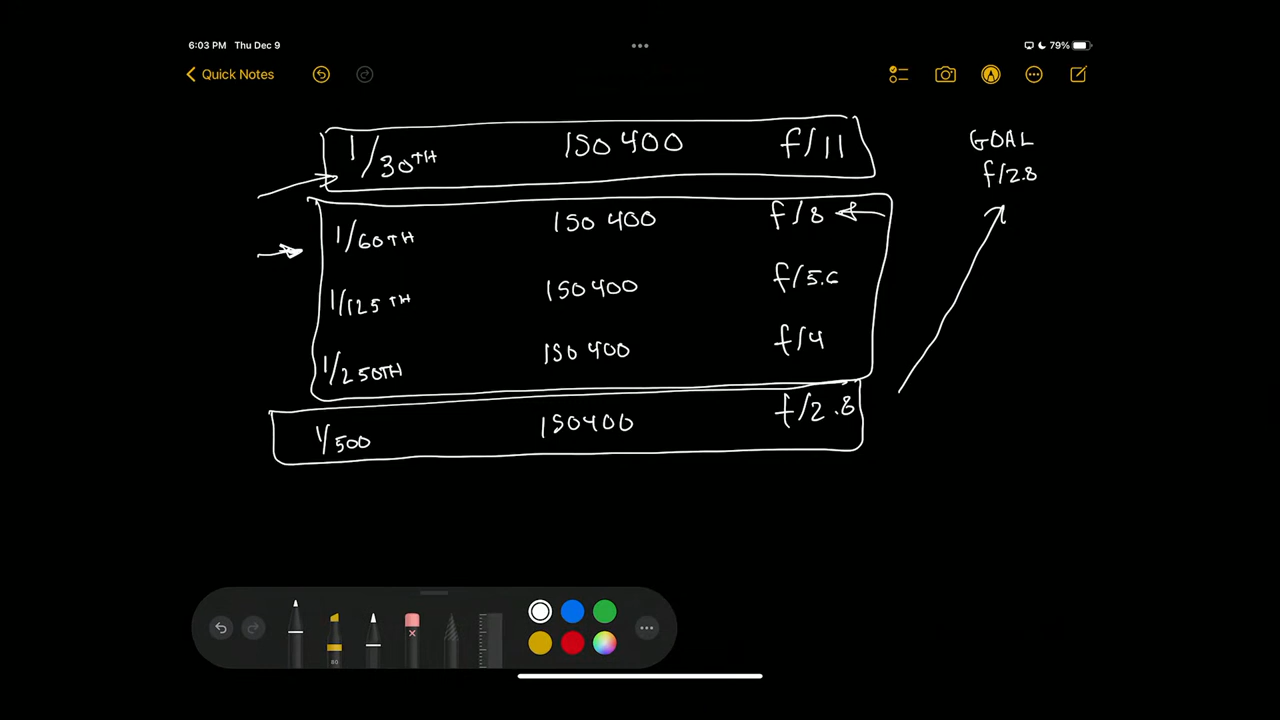 6:03 PM Thu Dec 9
79%
Quick Notes
1/30TH ISO 400 f/11
GOAL
f/2.8
1/60TH ISO 400 f/8
1/125TH ISO 400 f/5.6
1/250TH ISO 400 f/4
1/500 ISO400 f/2.8
80